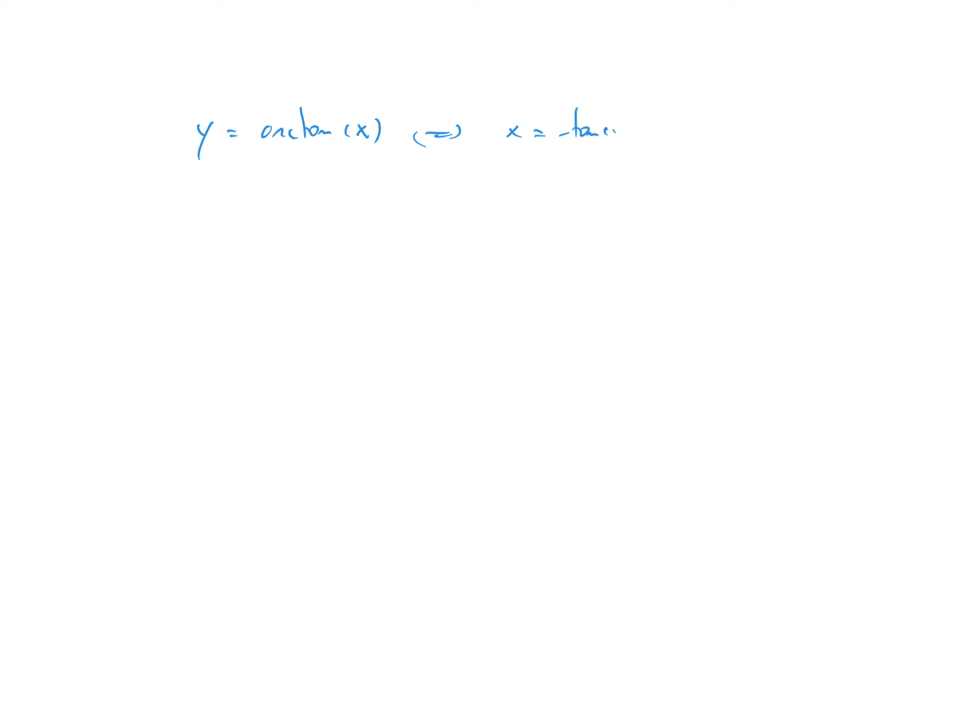 y = arctan(x) <=> x = tan(